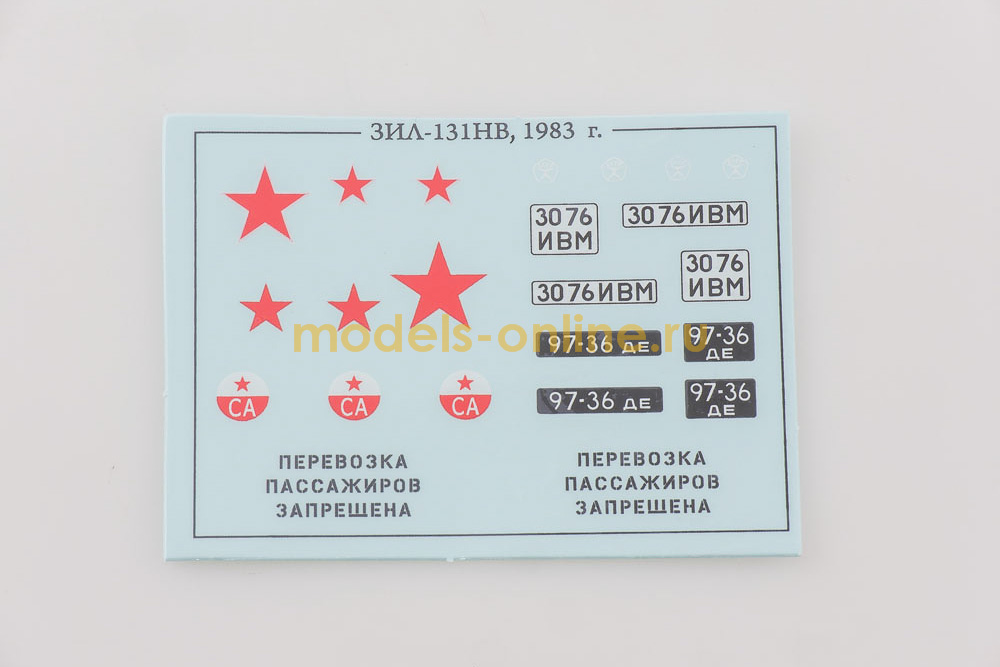 ЗИЛ-131НВ, 1983 г.
3076
ИВМ
3076ИВМ
3076ИВМ
3076
ИВМ
models-online.ru
97-36 ДЕ
97-36
ДЕ
97-36 ДЕ
97-36
ДЕ
СА
СА
СА
ПЕРЕВОЗКА
ПАССАЖИРОВ
ЗАПРЕЩЕНА
ПЕРЕВОЗКА
ПАССАЖИРОВ
ЗАПРЕЩЕНА